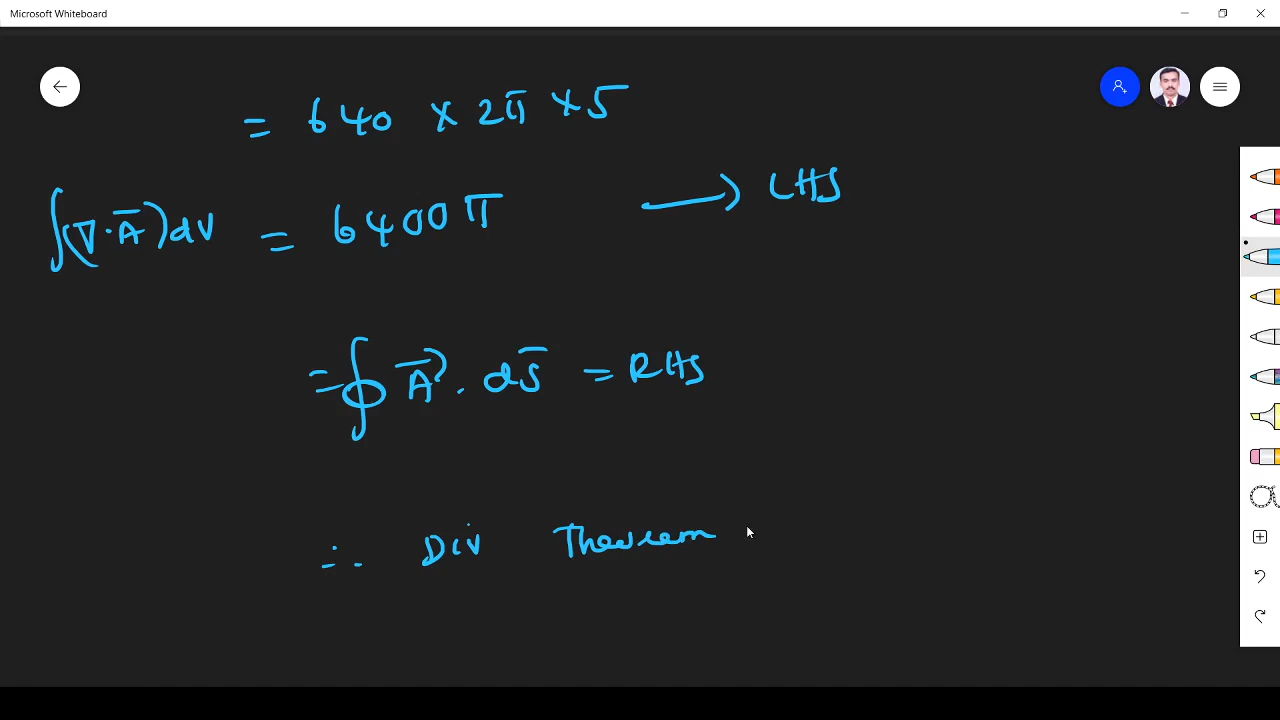 Microsoft Whiteboard
= 640 × 2π × 5
∫(∇·A̅)dV = 6400π ⟶ LHS
= ∮ A̅ . dS̅ = RHS
∴ Div Theorem